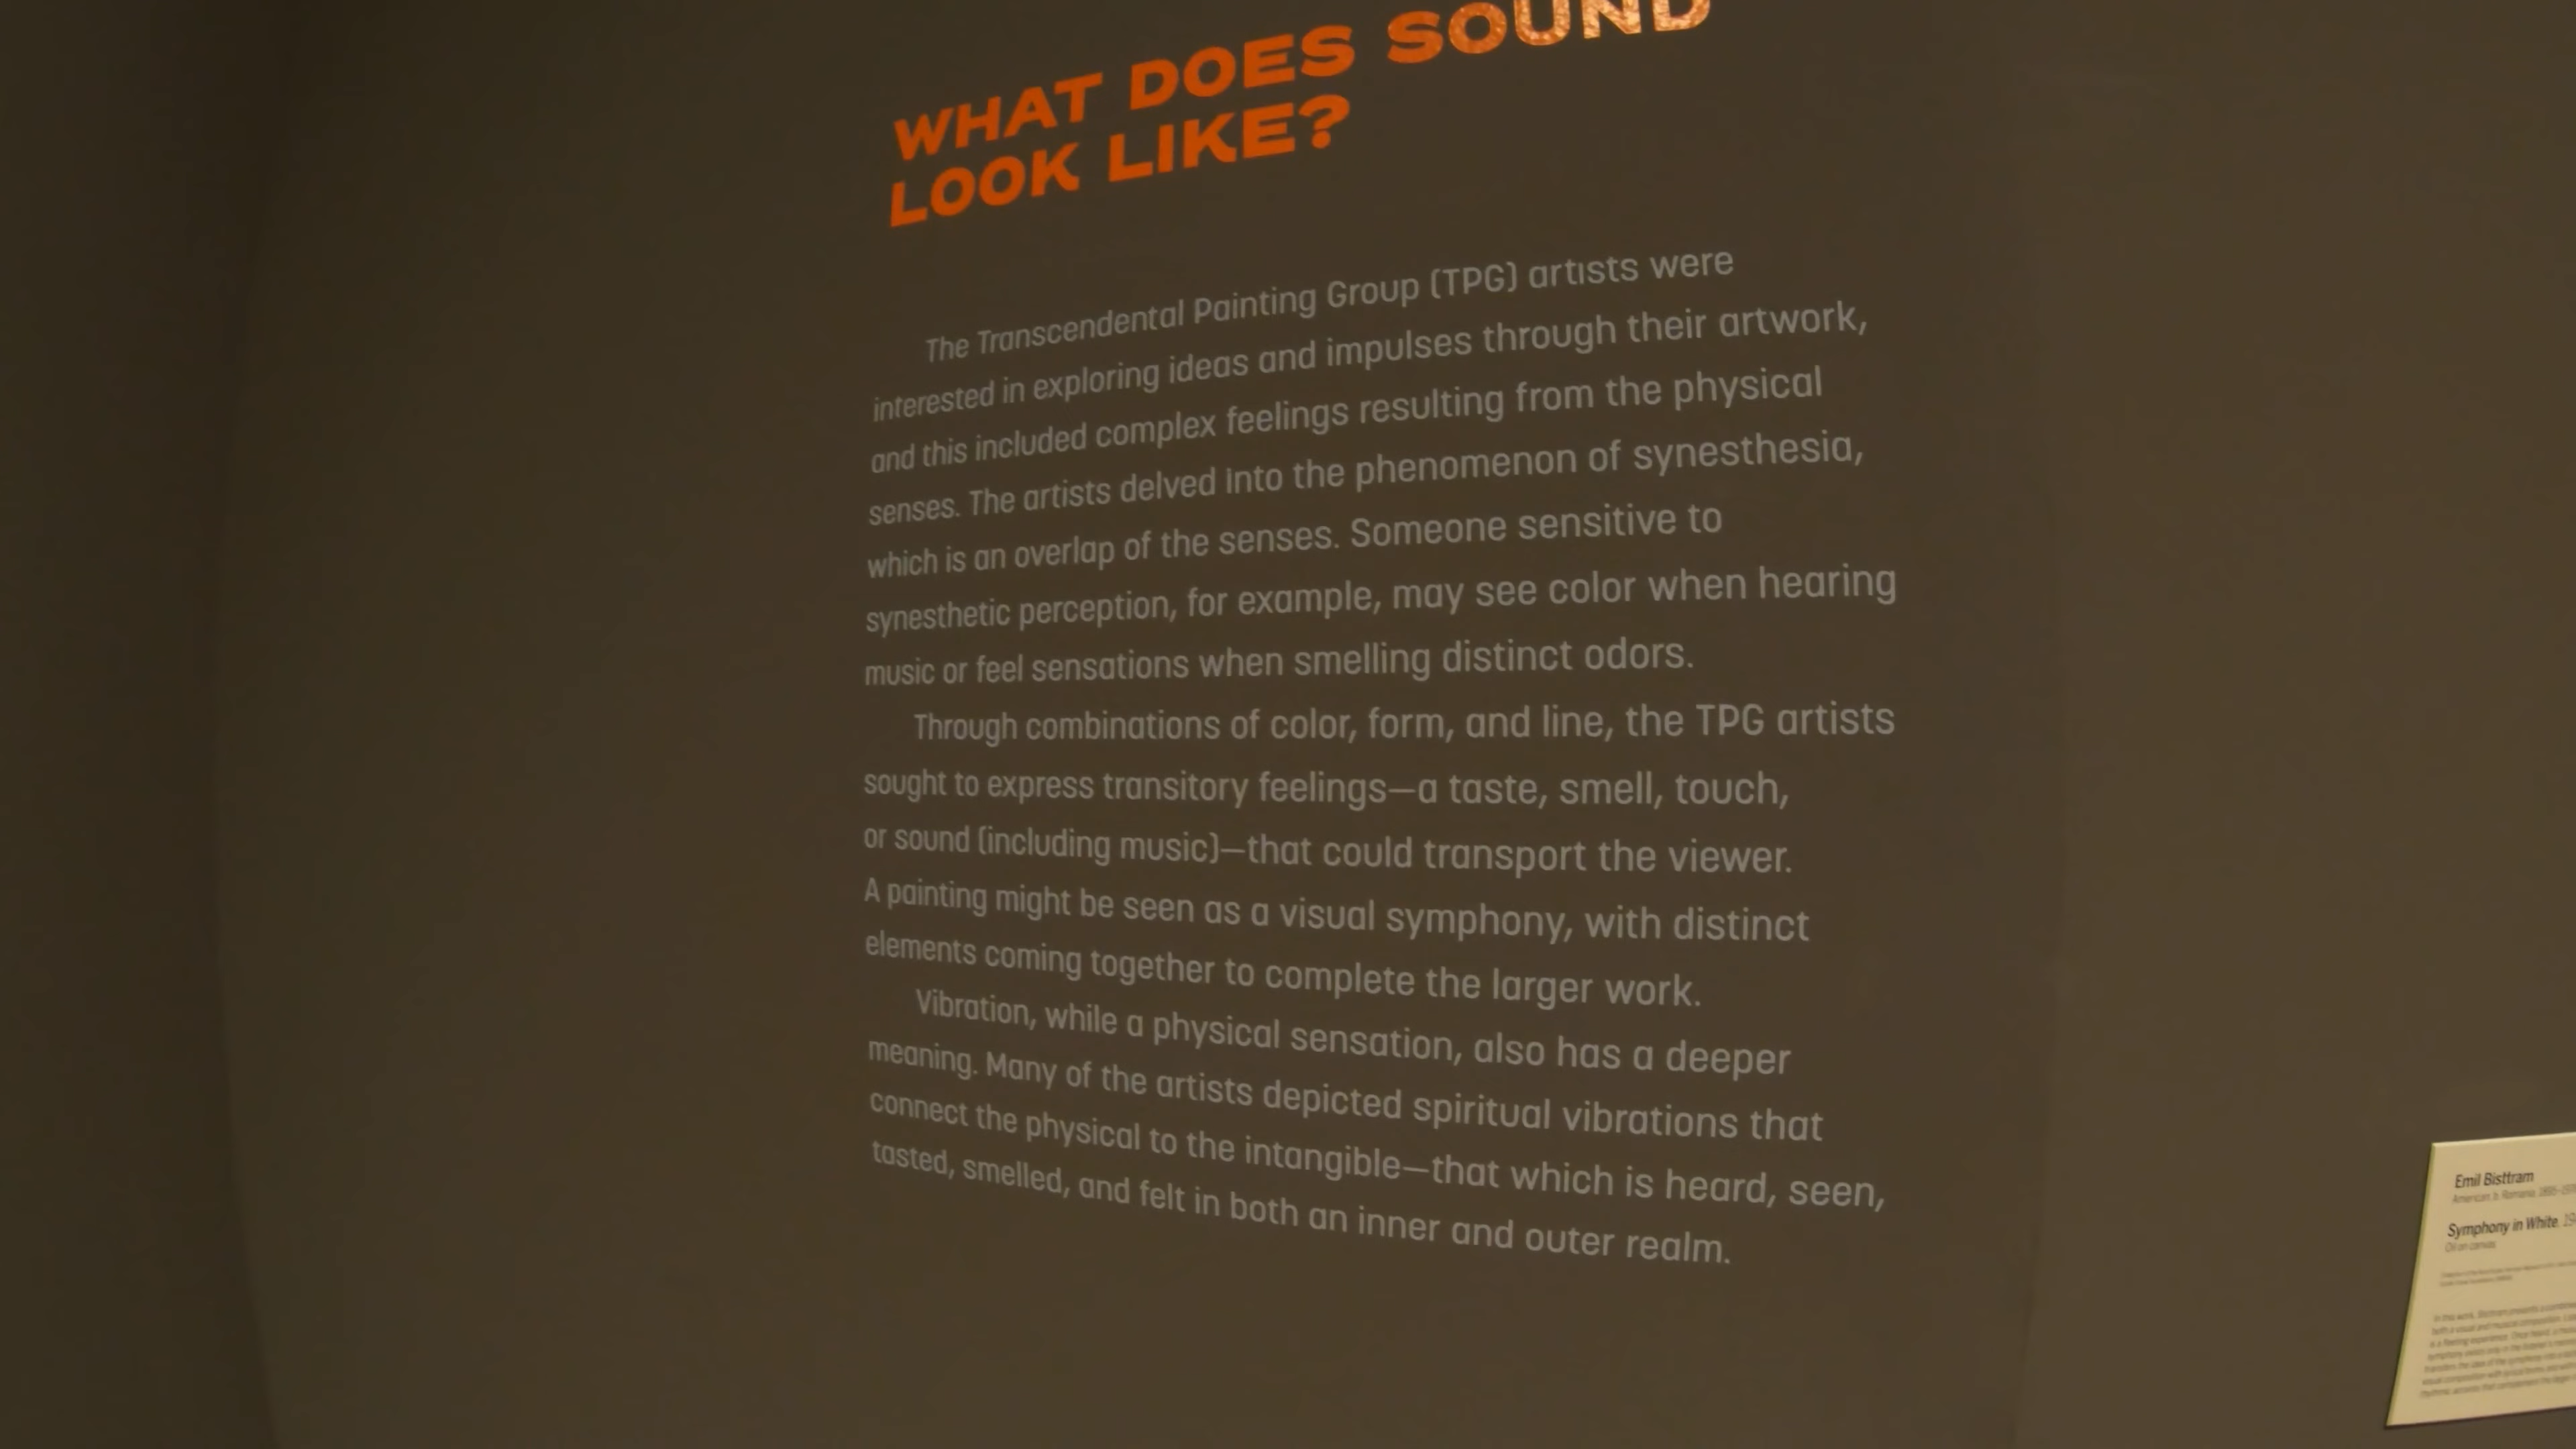 WHAT DOES SOUND
LOOK LIKE?
The Transcendental Painting Group (TPG) artists were
interested in exploring ideas and impulses through their artwork,
and this included complex feelings resulting from the physical
senses. The artists delved into the phenomenon of synesthesia,
which is an overlap of the senses. Someone sensitive to
synesthetic perception, for example, may see color when hearing
music or feel sensations when smelling distinct odors.
Through combinations of color, form, and line, the TPG artists
sought to express transitory feelings—a taste, smell, touch,
or sound (including music)—that could transport the viewer.
A painting might be seen as a visual symphony, with distinct
elements coming together to complete the larger work.
Vibration, while a physical sensation, also has a deeper
meaning. Many of the artists depicted spiritual vibrations that
connect the physical to the intangible—that which is heard, seen,
tasted, smelled, and felt in both an inner and outer realm.
Emil Bisttram
American, b. Romania,
Symphony in White,
Oil on canvas